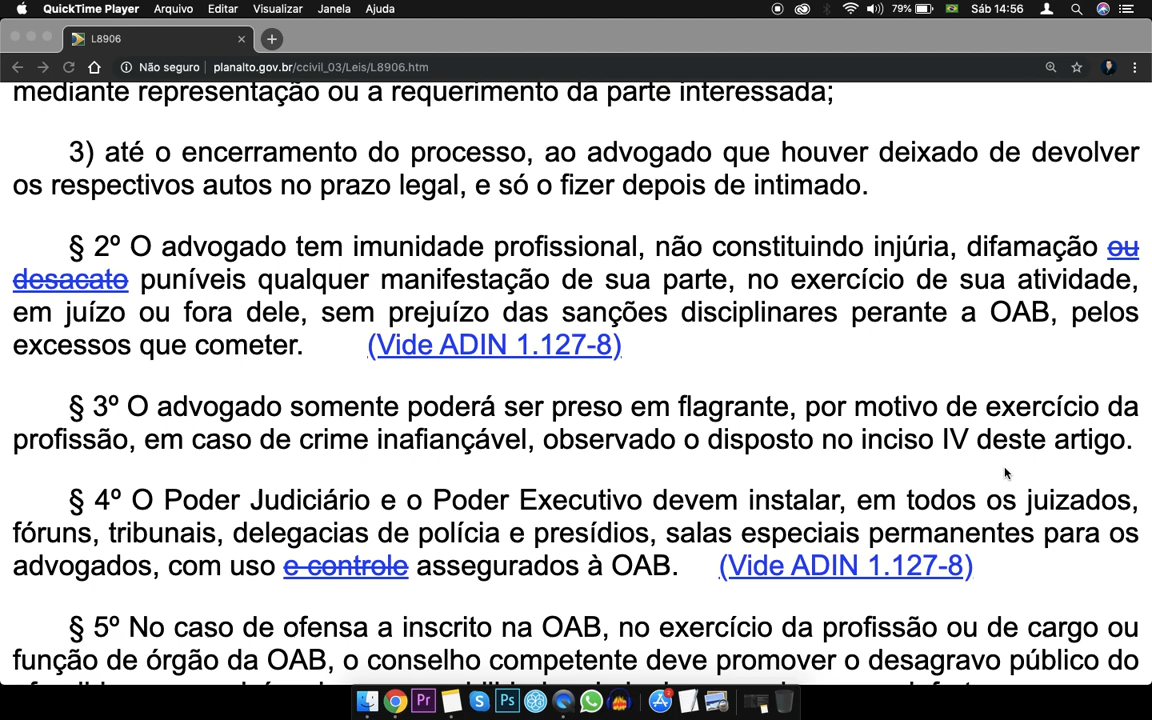 QuickTime Player Arquivo Editar Visualizar Janela Ajuda 79% Sáb 14:56
L8906
Não seguro planalto.gov.br/ccivil_03/Leis/L8906.htm
mediante representação ou a requerimento da parte interessada;
3) até o encerramento do processo, ao advogado que houver deixado de devolver
os respectivos autos no prazo legal, e só o fizer depois de intimado.
§ 2º O advogado tem imunidade profissional, não constituindo injúria, difamação ou
desacato puníveis qualquer manifestação de sua parte, no exercício de sua atividade,
em juízo ou fora dele, sem prejuízo das sanções disciplinares perante a OAB, pelos
excessos que cometer. (Vide ADIN 1.127-8)
§ 3º O advogado somente poderá ser preso em flagrante, por motivo de exercício da
profissão, em caso de crime inafiançável, observado o disposto no inciso IV deste artigo.
§ 4º O Poder Judiciário e o Poder Executivo devem instalar, em todos os juizados,
fóruns, tribunais, delegacias de polícia e presídios, salas especiais permanentes para os
advogados, com uso e controle assegurados à OAB. (Vide ADIN 1.127-8)
§ 5º No caso de ofensa a inscrito na OAB, no exercício da profissão ou de cargo ou
função de órgão da OAB, o conselho competente deve promover o desagravo público do
Pr Ps